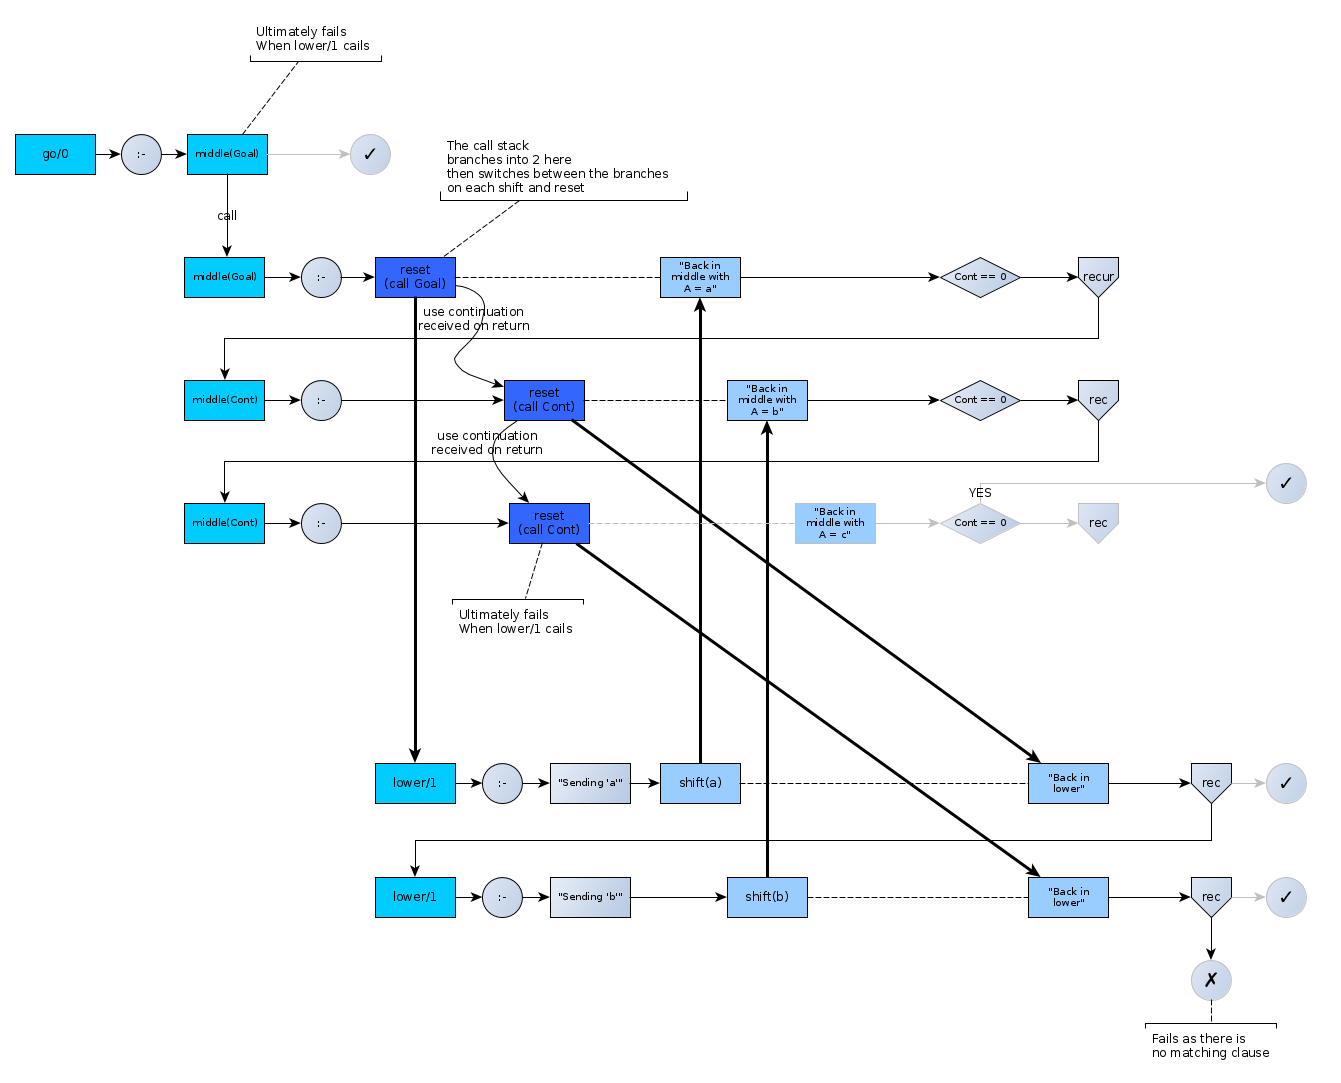 Ultimately fails
When lower/1 cails
go/0
:-
middle(Goal)
✓
The call stack
branches into 2 here
then switches between the branches
on each shift and reset
call
middle(Goal)
:-
reset
(call Goal)
"Back in
middle with
A = a"
Cont == 0
recur
use continuation
received on return
middle(Cont)
:-
reset
(call Cont)
"Back in
middle with
A = b"
Cont == 0
rec
use continuation
received on return
YES
✓
middle(Cont)
:-
reset
(call Cont)
"Back in
middle with
A = c"
Cont == 0
rec
Ultimately fails
When lower/1 cails
lower/1
:-
"Sending 'a'"
shift(a)
"Back in
lower"
rec
✓
lower/1
:-
"Sending 'b'"
shift(b)
"Back in
lower"
rec
✓
✗
Fails as there is
no matching clause